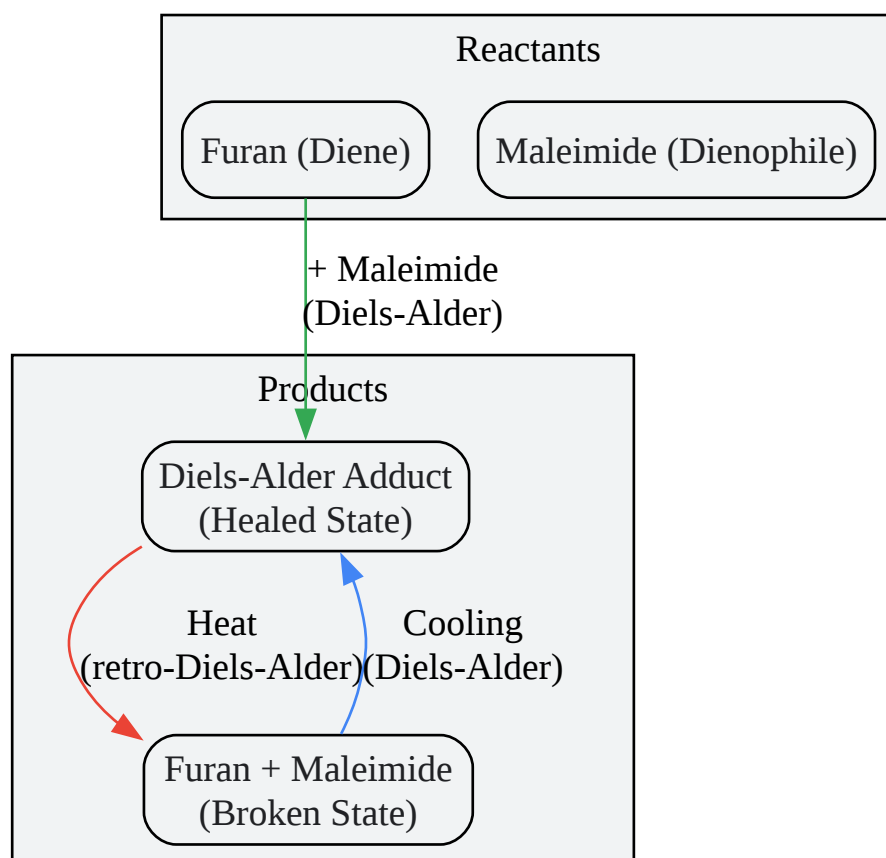 Reactants
Furan (Diene)
Maleimide (Dienophile)
+ Maleimide
(Diels-Alder)
Products
Diels-Alder Adduct
(Healed State)
Heat
(retro-Diels-Alder)
Cooling
(Diels-Alder)
Furan + Maleimide
(Broken State)